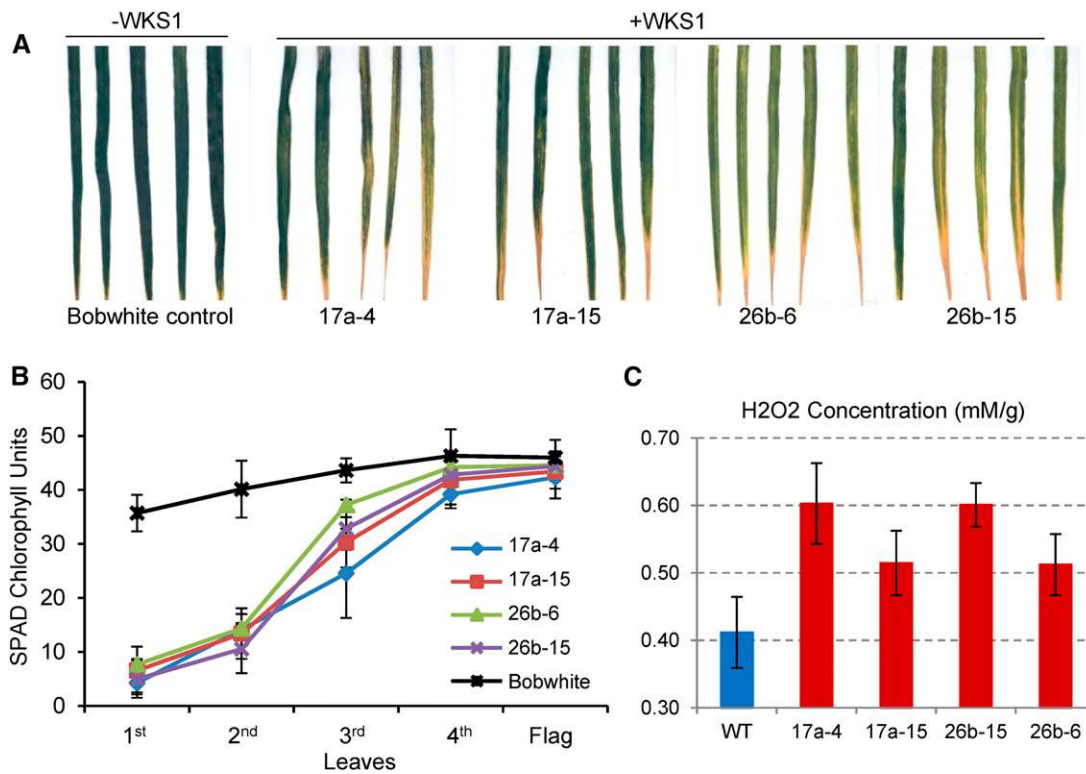 -WKS1 +WKS1
A
Bobwhite control 17a-4 17a-15 26b-6 26b-15
B
SPAD Chlorophyll Units
60
50
40
30
20
10
0
17a-4
17a-15
26b-6
26b-15
Bobwhite
1st 2nd 3rd 4th Flag
Leaves
C
H2O2 Concentration (mM/g)
0.70
0.60
0.50
0.40
0.30
WT 17a-4 17a-15 26b-15 26b-6